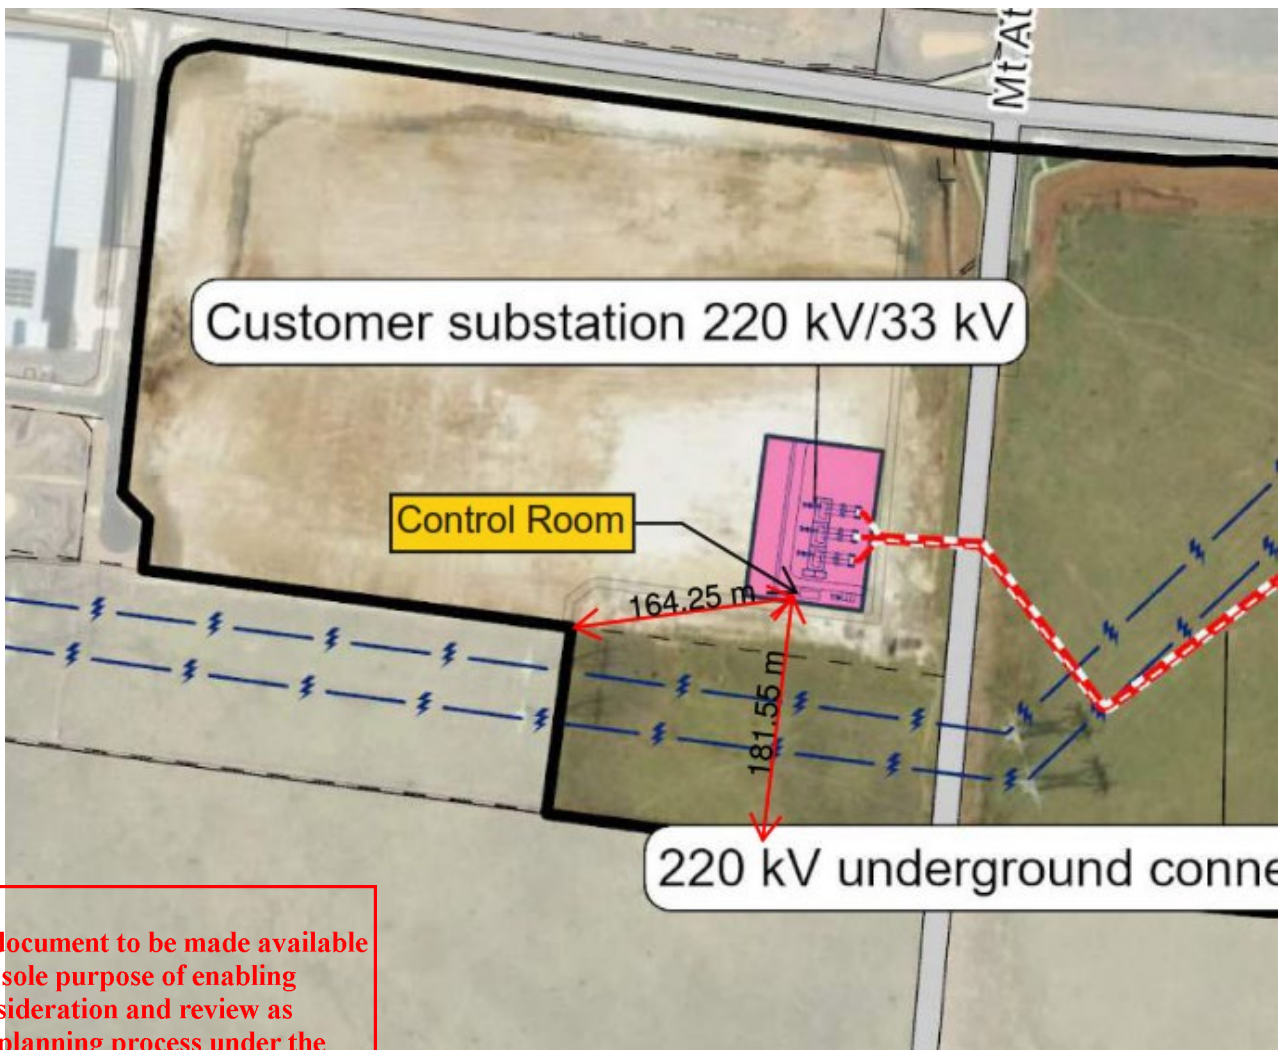 Mt At
Customer substation 220 kV/33 kV
Control Room
164.25 m
181.55 m
220 kV underground conne
document to be made available
sole purpose of enabling
sideration and review as
planning process under the